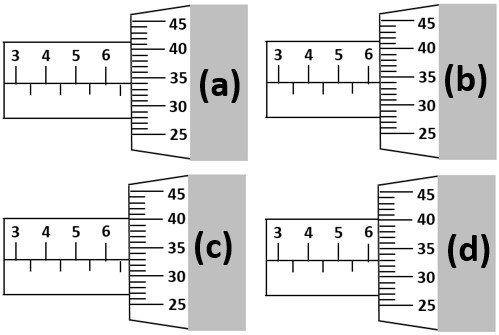 3 4 5 6 45 40 35 30 25 (a)
3 4 5 6 45 40 35 30 25 (b)
3 4 5 6 45 40 35 30 25 (c)
3 4 5 6 45 40 35 30 25 (d)